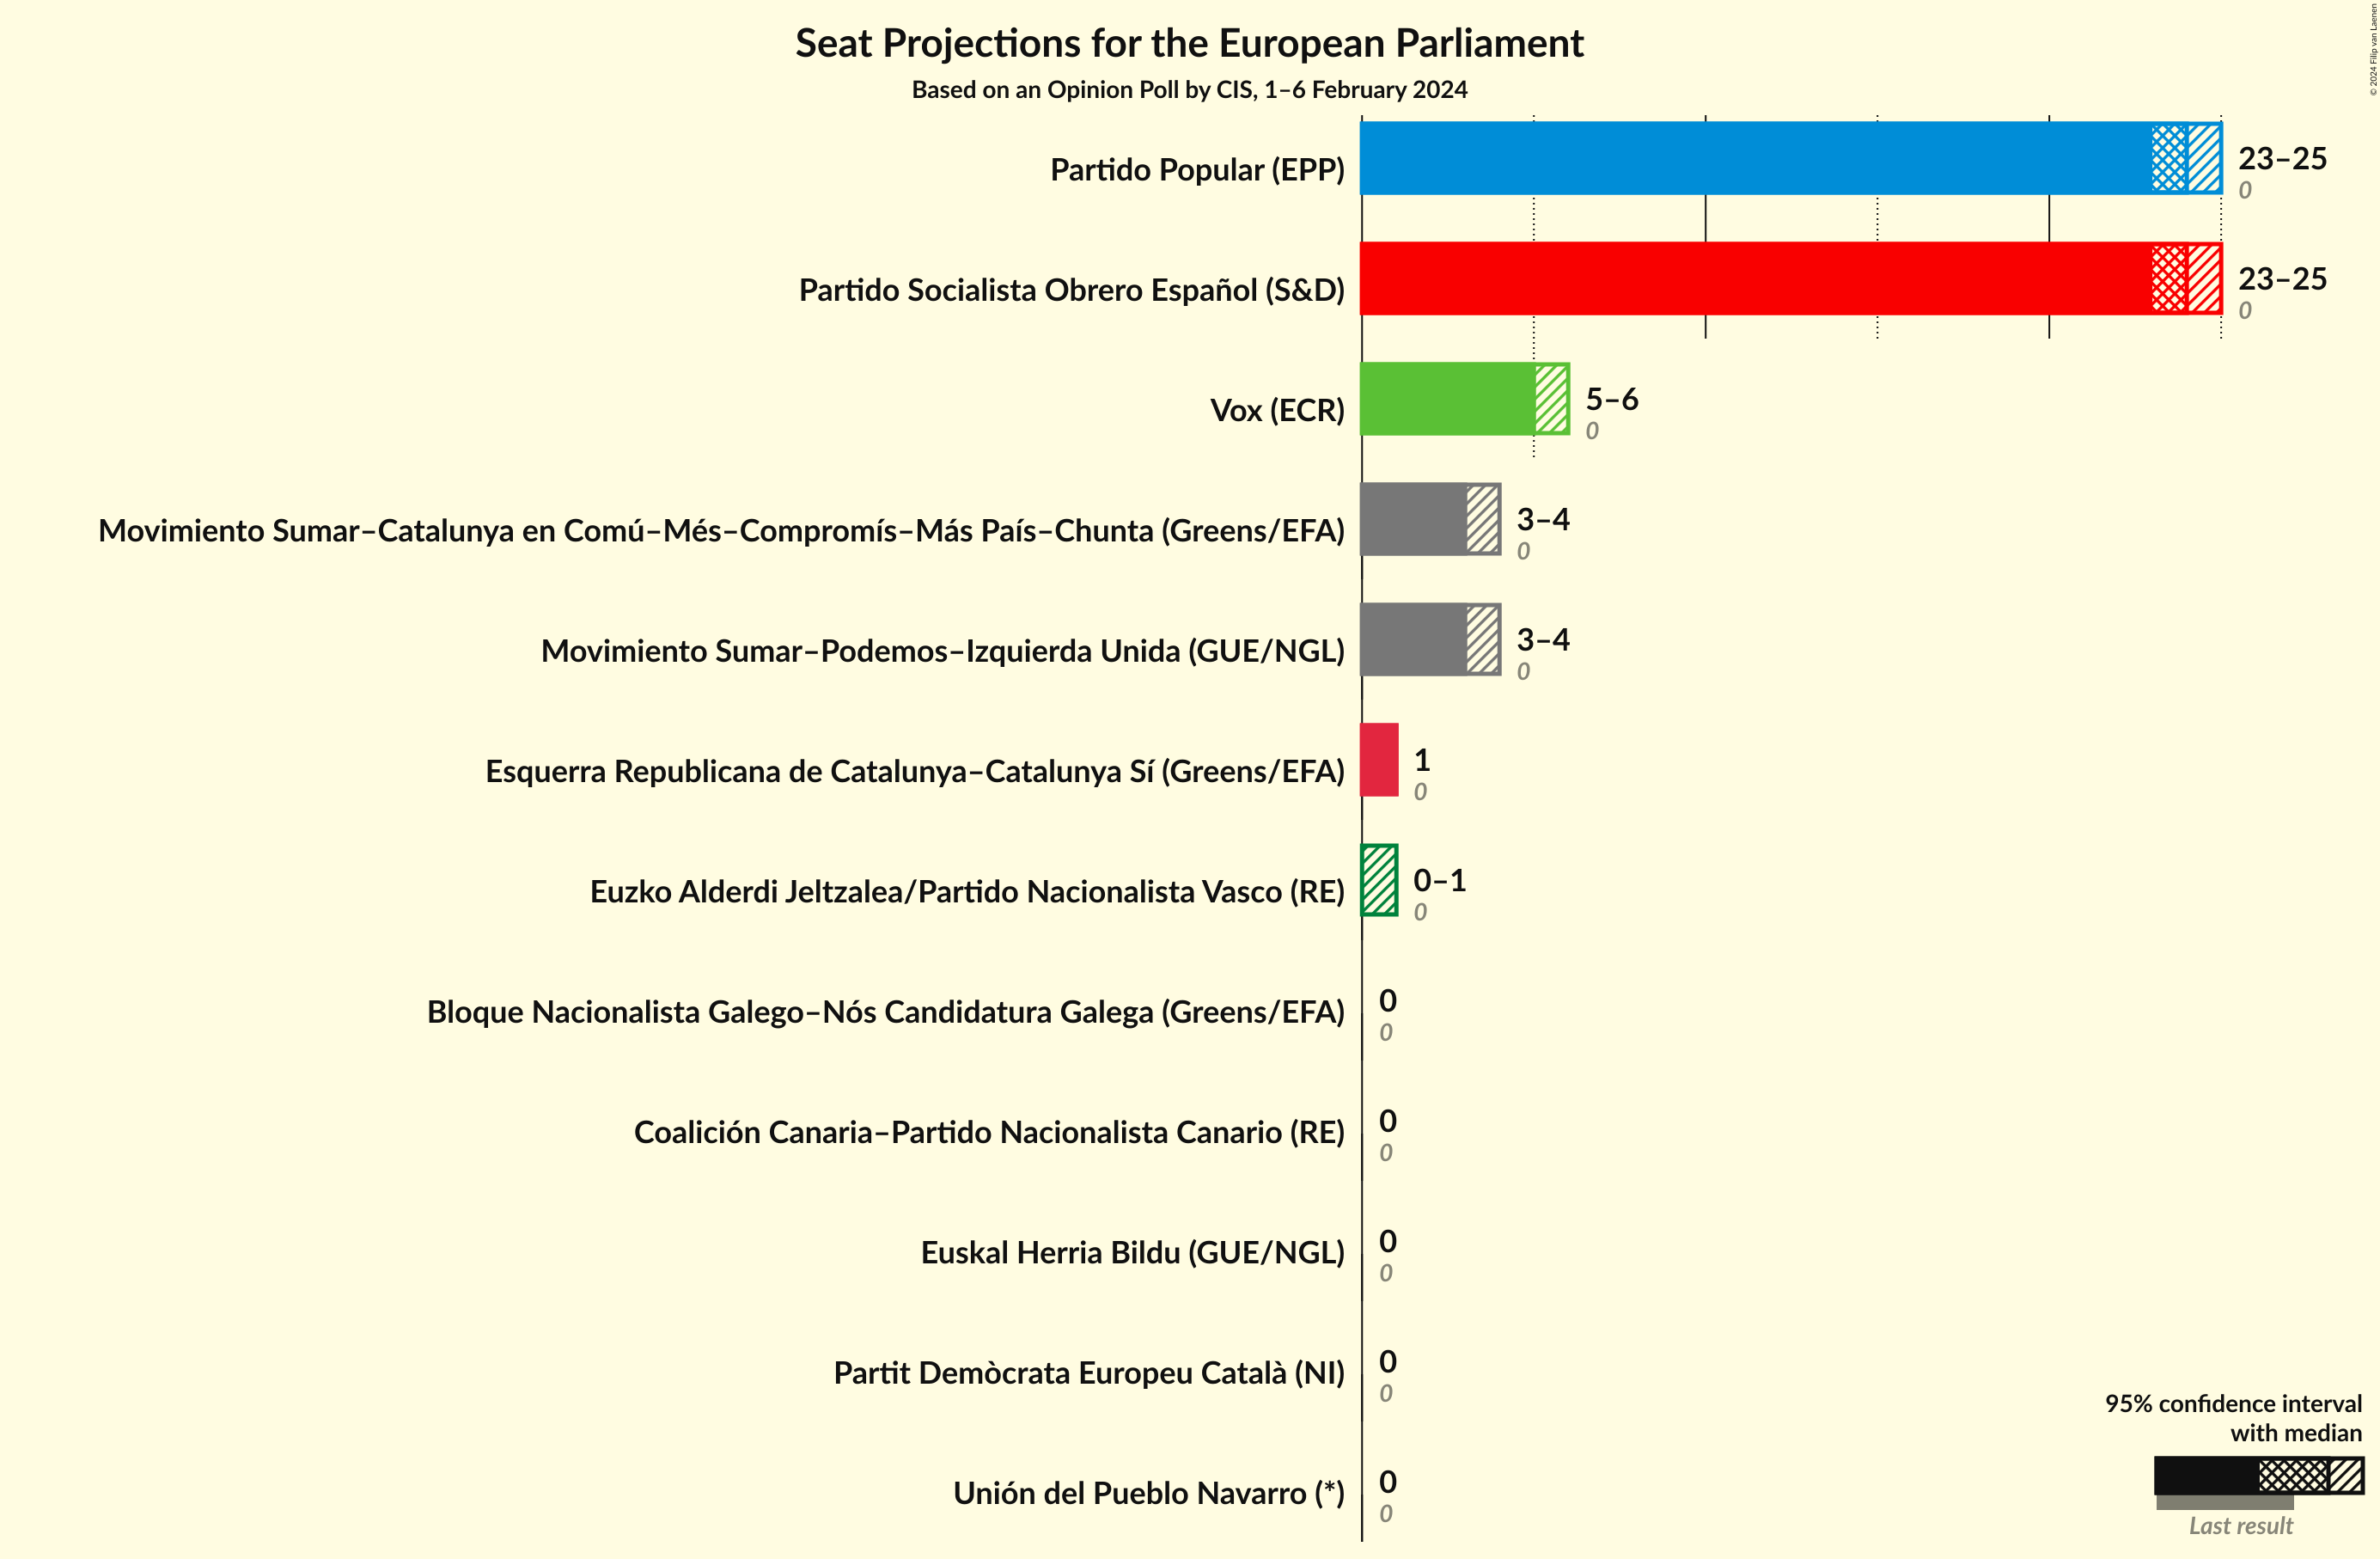 Seat Projections for the European Parliament
Based on an Opinion Poll by CIS, 1–6 February 2024
© 2024 Filip van Laenen
Partido Popular (EPP)
23–25
0
Partido Socialista Obrero Español (S&D)
23–25
0
Vox (ECR)
5–6
0
Movimiento Sumar–Catalunya en Comú–Més–Compromís–Más País–Chunta (Greens/EFA)
3–4
0
Movimiento Sumar–Podemos–Izquierda Unida (GUE/NGL)
3–4
0
Esquerra Republicana de Catalunya–Catalunya Sí (Greens/EFA)
1
0
Euzko Alderdi Jeltzalea/Partido Nacionalista Vasco (RE)
0–1
0
Bloque Nacionalista Galego–Nós Candidatura Galega (Greens/EFA)
0
0
Coalición Canaria–Partido Nacionalista Canario (RE)
0
0
Euskal Herria Bildu (GUE/NGL)
0
0
Partit Demòcrata Europeu Català (NI)
0
0
Unión del Pueblo Navarro (*)
0
0
95% confidence interval
with median
Last result